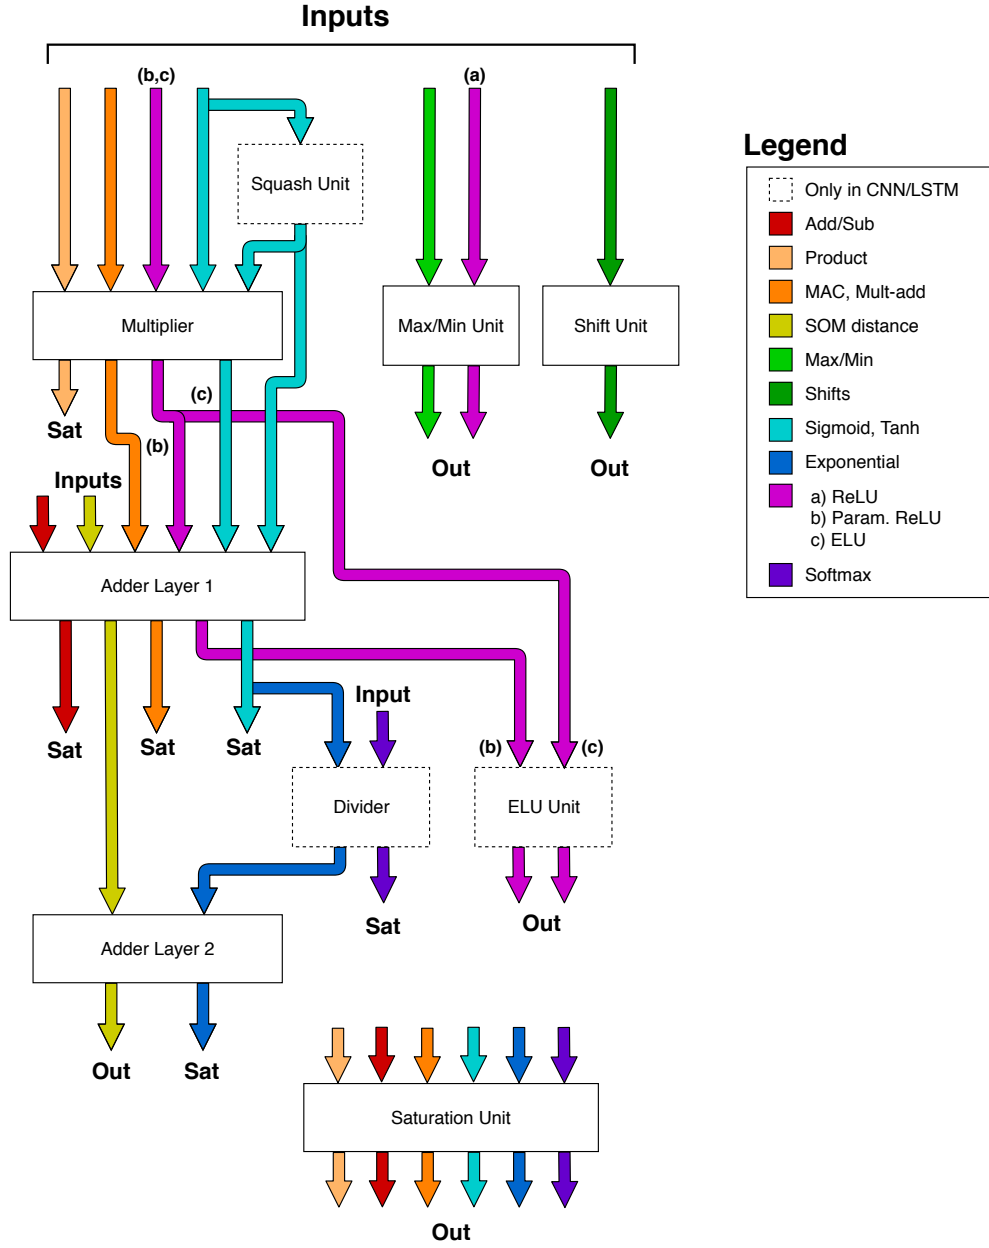 Inputs
(b,c)
(a)
Squash Unit
Multiplier
Max/Min Unit
Shift Unit
(c)
Sat
(b)
Out
Out
Inputs
Adder Layer 1
Input
Sat
Sat
Sat
(b)
(c)
Divider
ELU Unit
Sat
Out
Adder Layer 2
Out
Sat
Saturation Unit
Out
Legend
Only in CNN/LSTM
Add/Sub
Product
MAC, Mult-add
SOM distance
Max/Min
Shifts
Sigmoid, Tanh
Exponential
a) ReLU
b) Param. ReLU
c) ELU
Softmax